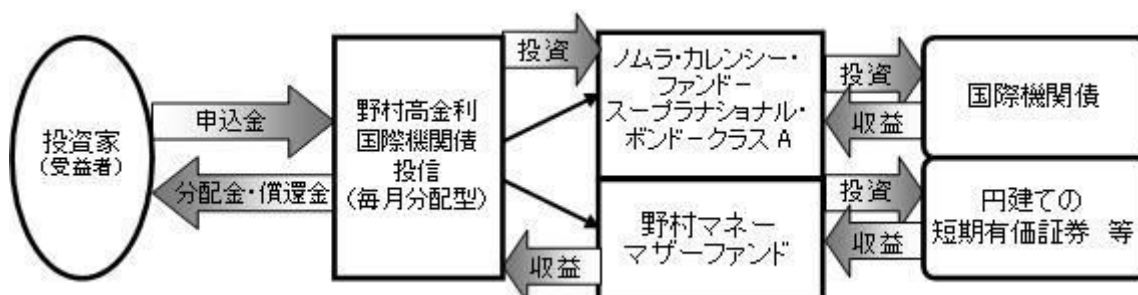 投資家
(受益者)
申込金
分配金・償還金
野村高金利
国際機関債
投信
(毎月分配型)
投資
収益
ノムラ・カレンシー・
ファンドー
スープラナショナル・
ボンドークラス A
野村マネー
マザーファンド
投資
収益
投資
収益
国際機関債
円建ての
短期有価証券 等